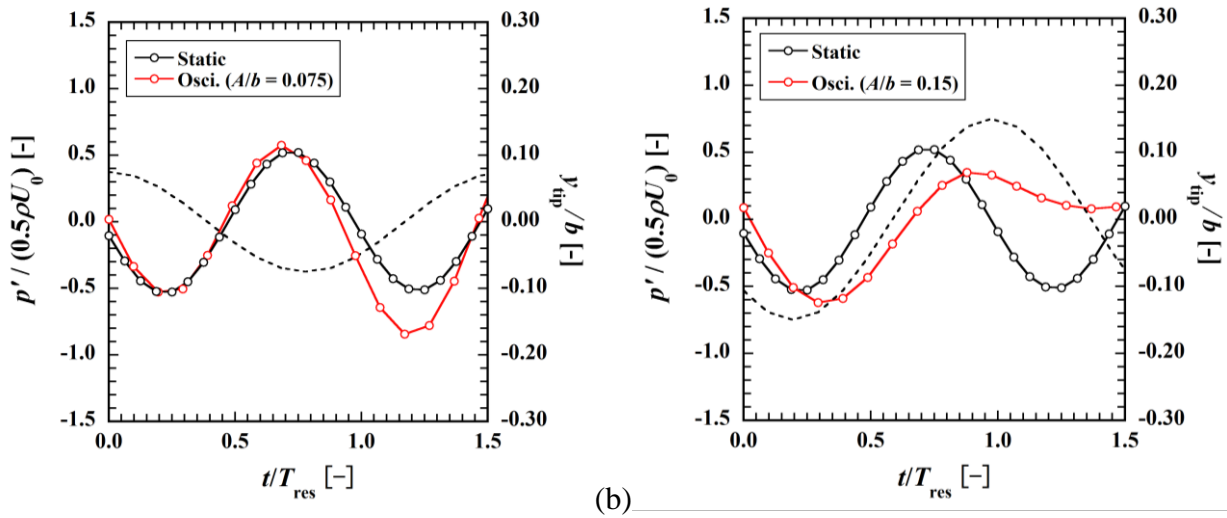 1.5
1.0
0.5
0.0
-0.5
-1.0
-1.5
p′ / (0.5ρU₀) [-]
Static
Osci. (A/b = 0.075)
0.30
0.20
0.10
0.00
-0.10
-0.20
-0.30
y_tip/b [-]
0.0 0.5 1.0 1.5
t/T_res [−]
1.5
1.0
0.5
0.0
-0.5
-1.0
-1.5
p′ / (0.5ρU₀) [-]
Static
Osci. (A/b = 0.15)
0.30
0.20
0.10
0.00
-0.10
-0.20
-0.30
y_tip/b [-]
0.0 0.5 1.0 1.5
t/T_res [−]
(b)